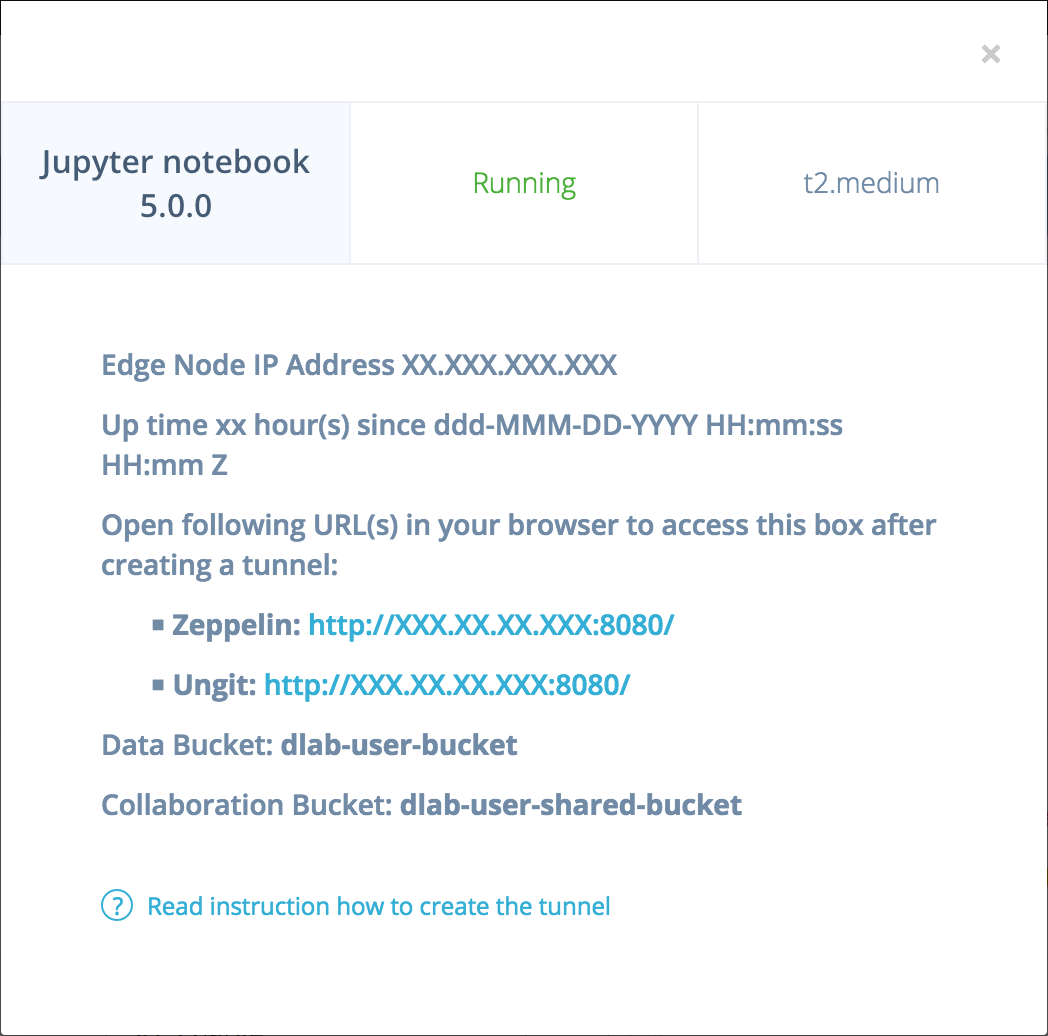 Jupyter notebook
5.0.0
Running
t2.medium
Edge Node IP Address XX.XXX.XXX.XXX
Up time xx hour(s) since ddd-MMM-DD-YYYY HH:mm:ss
HH:mm Z
Open following URL(s) in your browser to access this box after
creating a tunnel:
▪ Zeppelin: http://XXX.XX.XX.XXX:8080/
▪ Ungit: http://XXX.XX.XX.XXX:8080/
Data Bucket: dlab-user-bucket
Collaboration Bucket: dlab-user-shared-bucket
? Read instruction how to create the tunnel